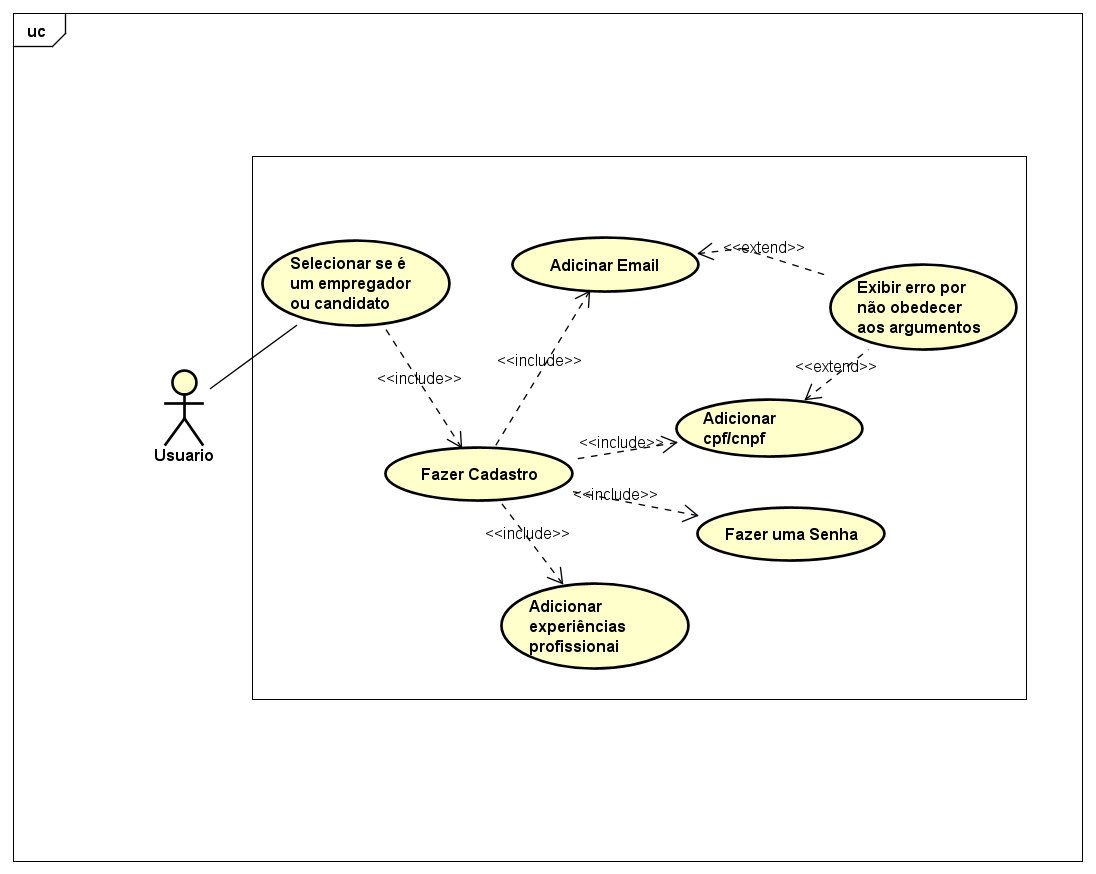 uc
Selecionar se é
um empregador
ou candidato
Adicinar Email
<<extend>>
Exibir erro por
não obedecer
aos argumentos
<<include>>
<<include>>
<<extend>>
Usuario
Fazer Cadastro
<<include>>
Adicionar
cpf/cnpf
<<include>>
<<include>>
Fazer uma Senha
Adicionar
experiências
profissionai